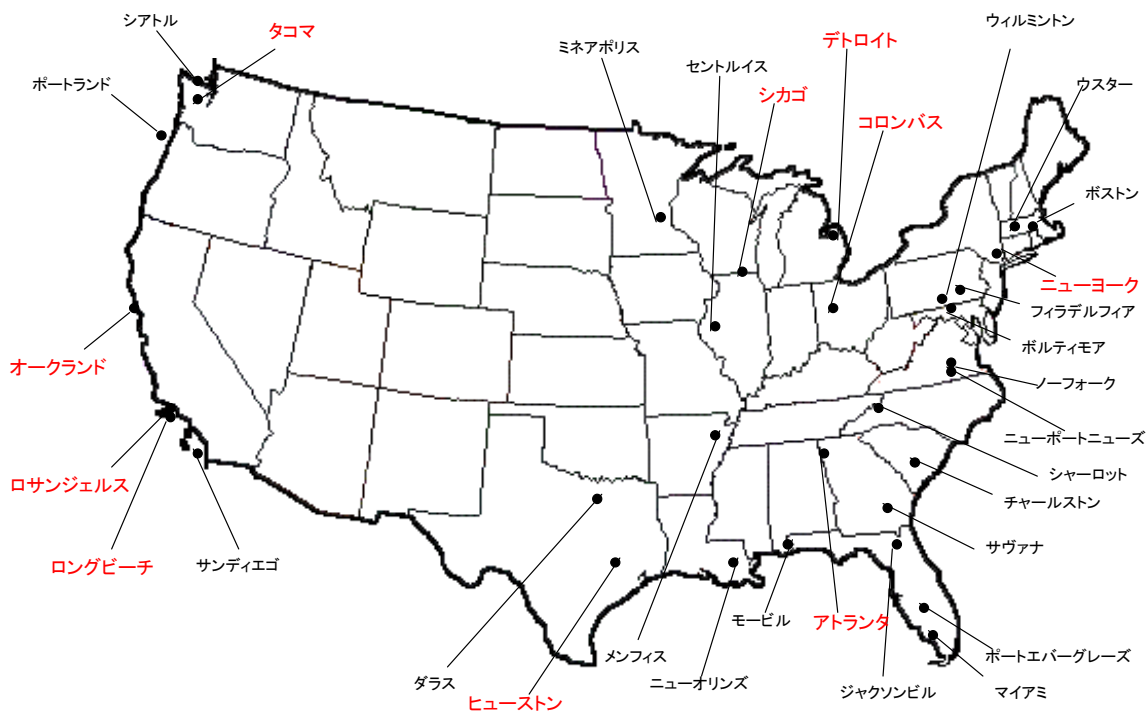 シアトル
タコマ
ポートランド
ミネアポリス
セントルイス
シカゴ
デトロイト
コロンバス
ウィルミントン
ウスター
ボストン
ニューヨーク
フィラデルフィア
ボルティモア
ノーフォーク
ニューポートニューズ
シャーロット
チャールストン
サヴァナ
オークランド
ロサンジェルス
ロングビーチ
サンディエゴ
ダラス
ヒューストン
メンフィス
ニューオリンズ
モービル
アトランタ
ジャクソンビル
ポートエバーグレーズ
マイアミ